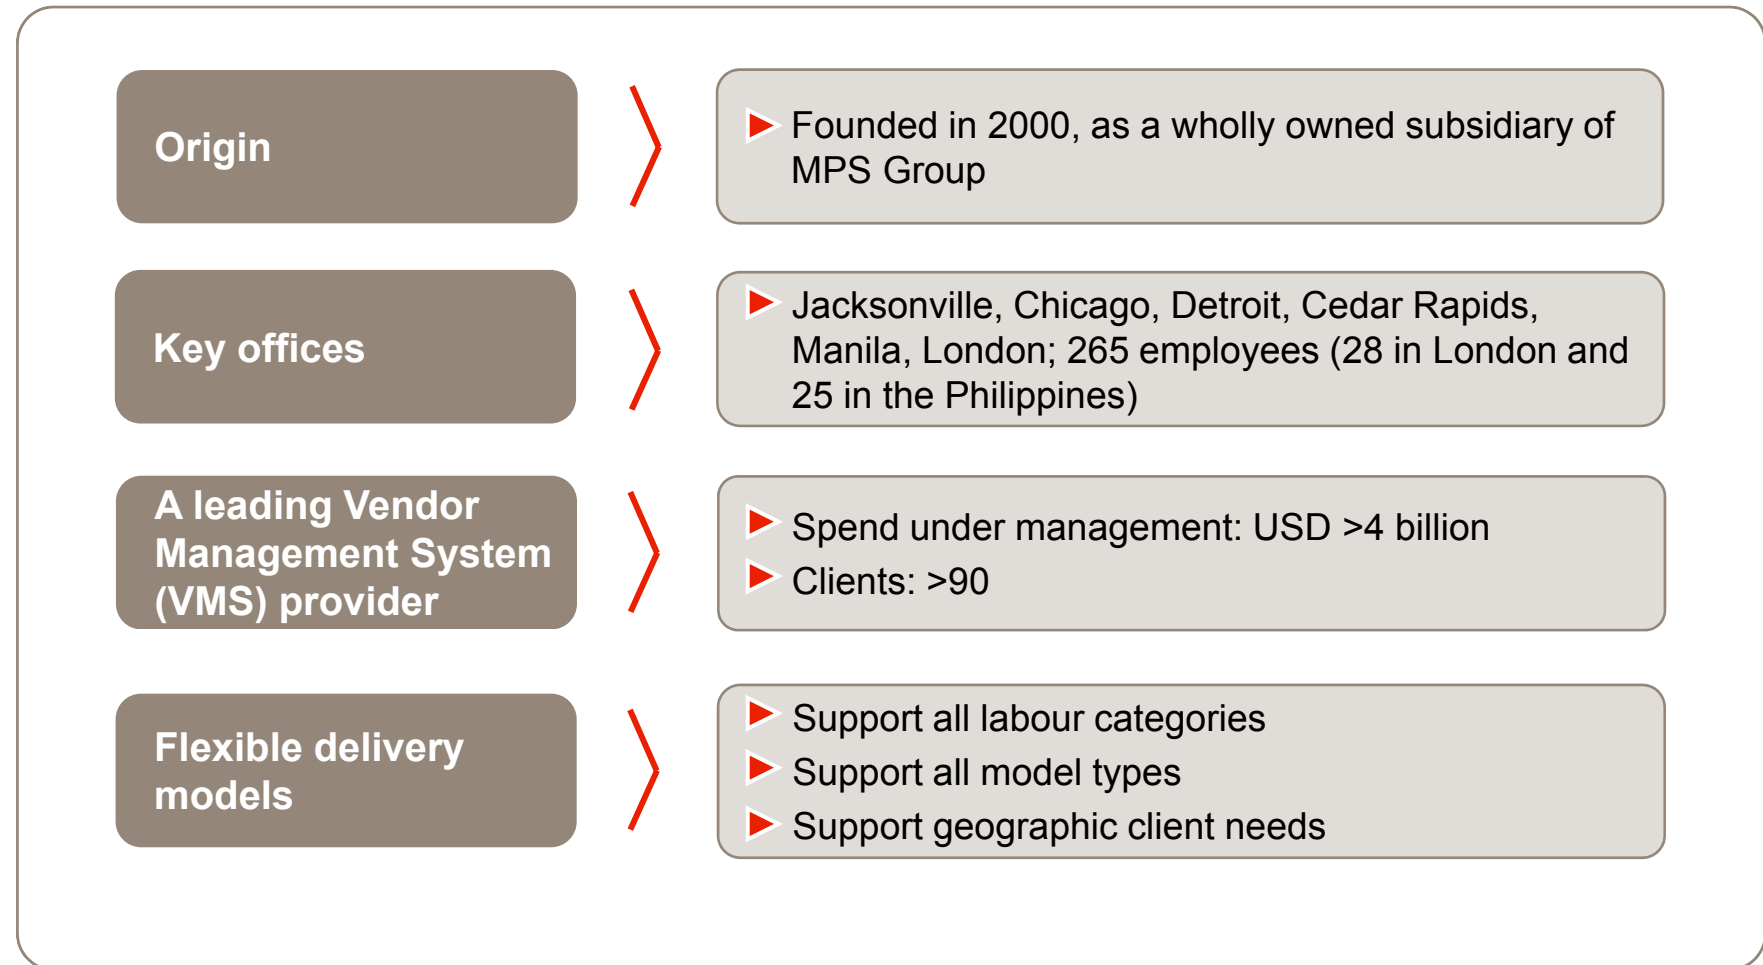 Origin
Founded in 2000, as a wholly owned subsidiary of
MPS Group
Key offices
Jacksonville, Chicago, Detroit, Cedar Rapids,
Manila, London; 265 employees (28 in London and
25 in the Philippines)
A leading Vendor
Management System
(VMS) provider
Spend under management: USD >4 billion
Clients: >90
Flexible delivery
models
Support all labour categories
Support all model types
Support geographic client needs